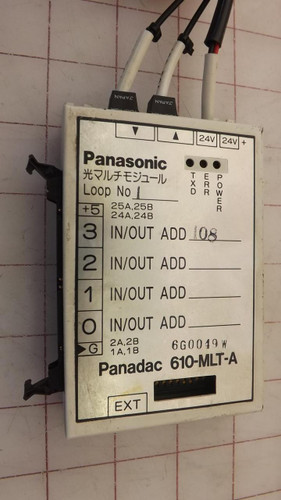 ▼ ▲ 24V 24V +
Panasonic
光マルチモジュール
TXD ERR POWER
Loop No 1
+5 25A,25B
24A,24B
3 IN/OUT ADD 108
2 IN/OUT ADD
1 IN/OUT ADD
0 IN/OUT ADD
▶G 2A,2B
1A,1B 6G0049W
Panadac 610-MLT-A
EXT